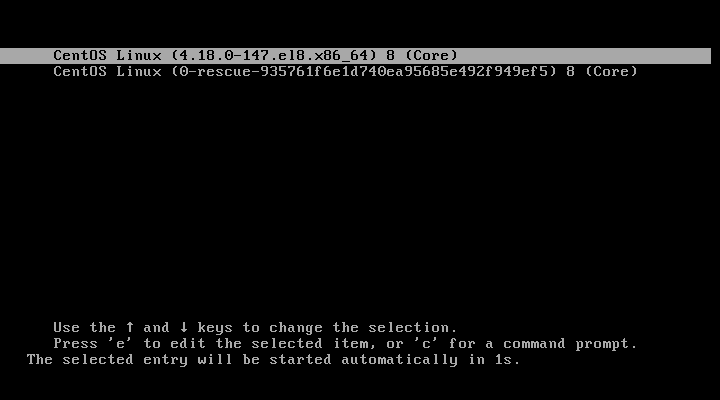 CentOS Linux (4.18.0-147.el8.x86_64) 8 (Core)
CentOS Linux (0-rescue-935761f6e1d740ea95685e492f949ef5) 8 (Core)
Use the ↑ and ↓ keys to change the selection.
Press 'e' to edit the selected item, or 'c' for a command prompt.
The selected entry will be started automatically in 1s.